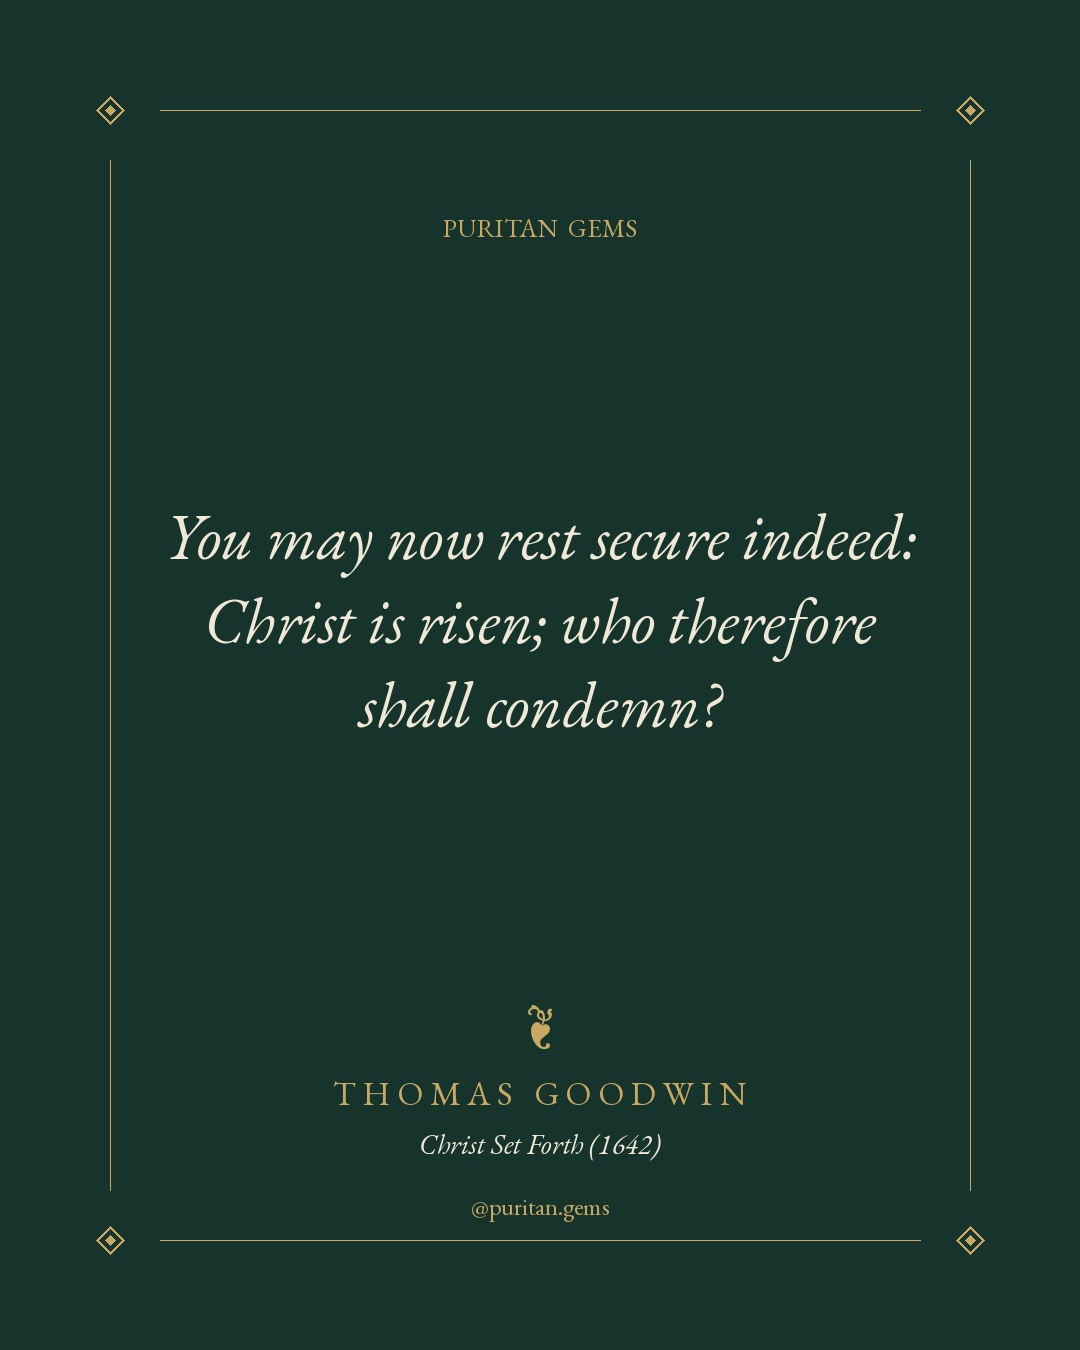 PURITAN GEMS
You may now rest secure indeed:
Christ is risen; who therefore
shall condemn?
THOMAS GOODWIN
Christ Set Forth (1642)
@puritan.gems